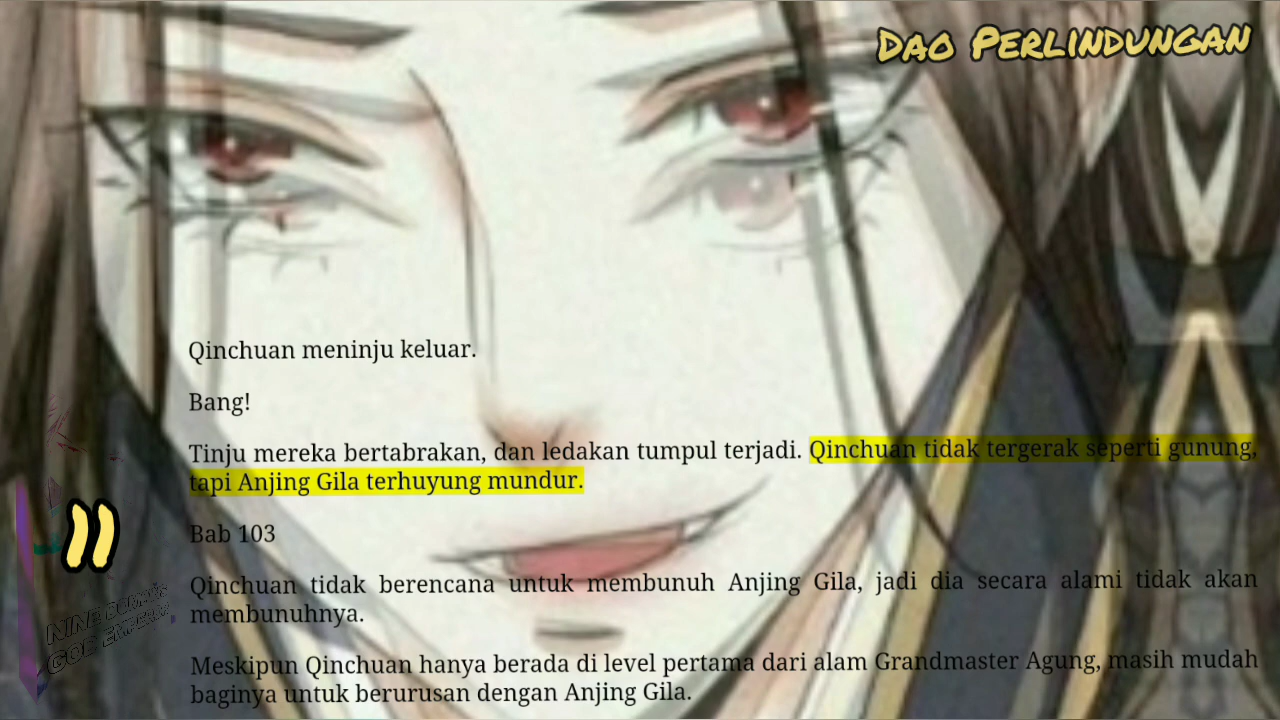 Dao Perlindungan
Qinchuan meninju keluar.
Bang!
Tinju mereka bertabrakan, dan ledakan tumpul terjadi. Qinchuan tidak tergerak seperti gunung,
tapi Anjing Gila terhuyung mundur.
Bab 103
Qinchuan tidak berencana untuk membunuh Anjing Gila, jadi dia secara alami tidak akan
membunuhnya.
Meskipun Qinchuan hanya berada di level pertama dari alam Grandmaster Agung, masih mudah
baginya untuk berurusan dengan Anjing Gila.
GOD EMPEROR